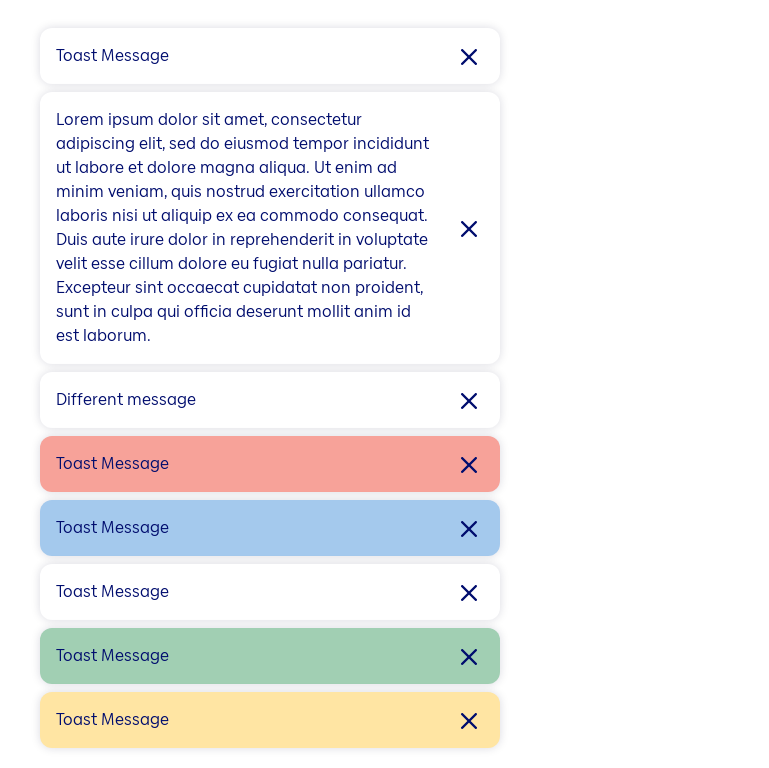 Toast Message
Lorem ipsum dolor sit amet, consectetur
adipiscing elit, sed do eiusmod tempor incididunt
ut labore et dolore magna aliqua. Ut enim ad
minim veniam, quis nostrud exercitation ullamco
laboris nisi ut aliquip ex ea commodo consequat.
Duis aute irure dolor in reprehenderit in voluptate
velit esse cillum dolore eu fugiat nulla pariatur.
Excepteur sint occaecat cupidatat non proident,
sunt in culpa qui officia deserunt mollit anim id
est laborum.
Different message
Toast Message
Toast Message
Toast Message
Toast Message
Toast Message